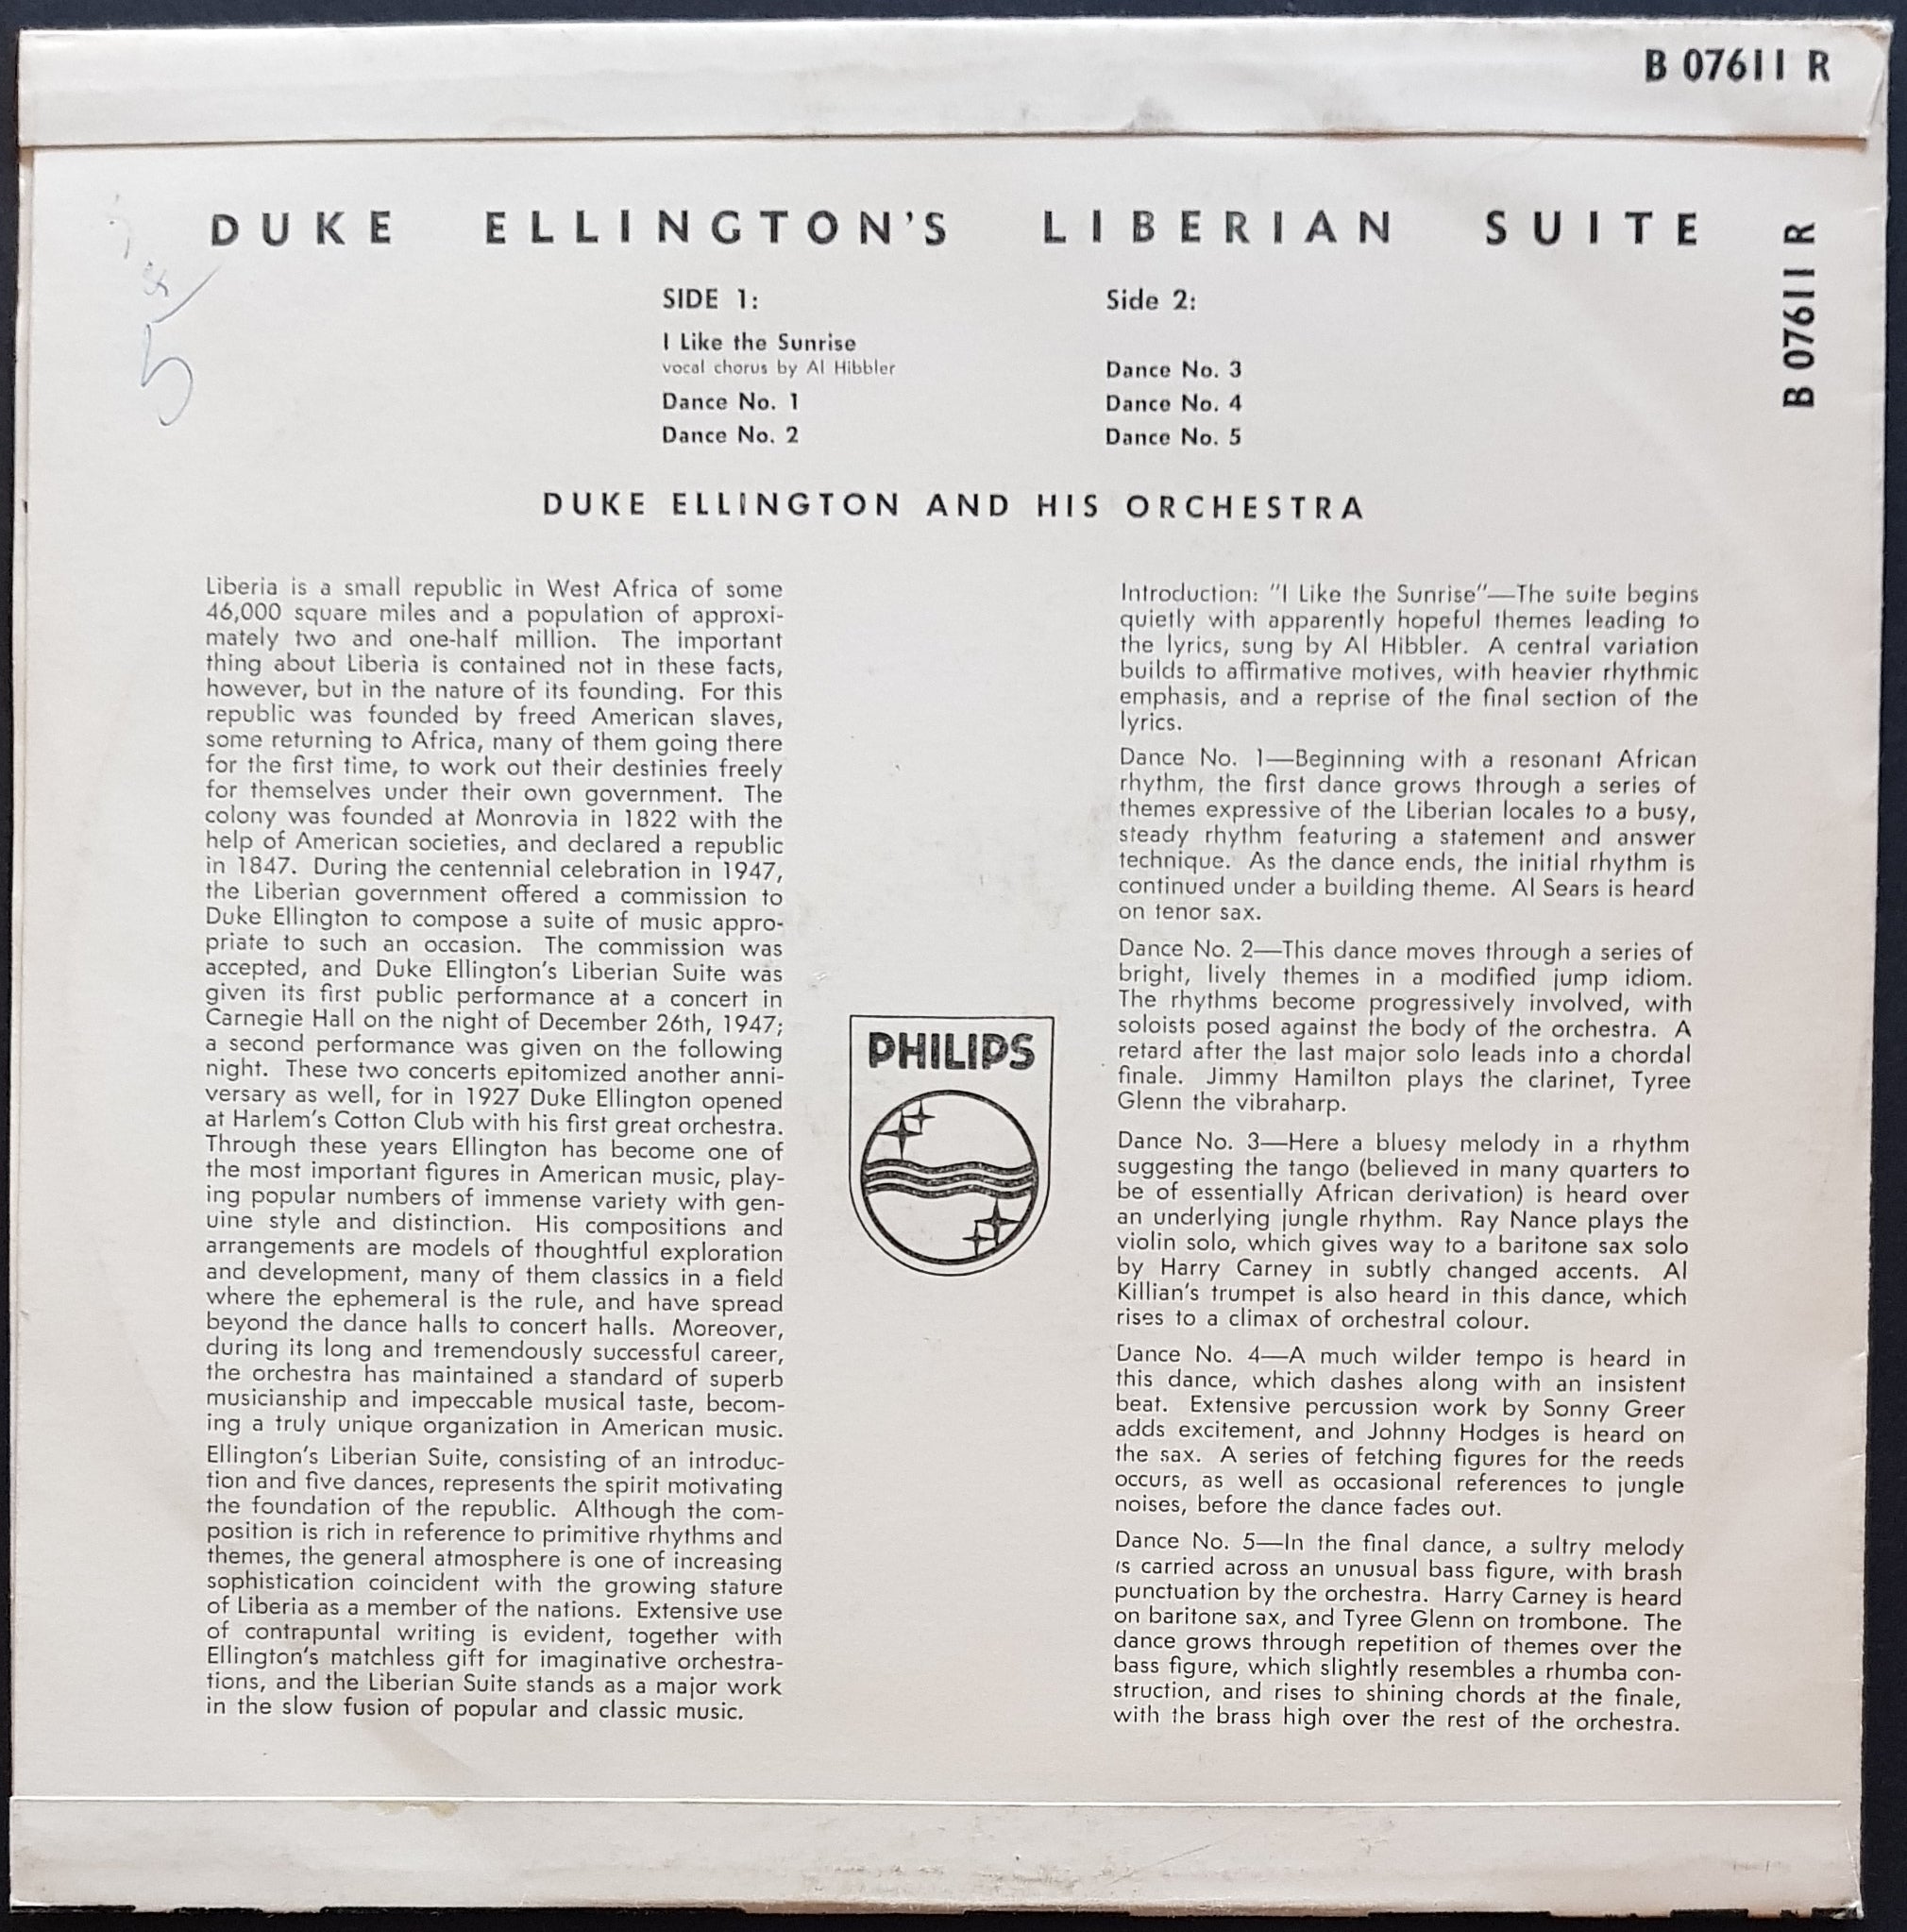 B 07611 R
DUKE ELLINGTON'S LIBERIAN SUITE
B 07611 R
SIDE 1:
I Like the Sunrise
vocal chorus by Al Hibbler
Dance No. 1
Dance No. 2
Side 2:
Dance No. 3
Dance No. 4
Dance No. 5
DUKE ELLINGTON AND HIS ORCHESTRA
Liberia is a small republic in West Africa of some
46,000 square miles and a population of approxi-
mately two and one-half million. The important
thing about Liberia is contained not in these facts,
however, but in the nature of its founding. For this
republic was founded by freed American slaves,
some returning to Africa, many of them going there
for the first time, to work out their destinies freely
for themselves under their own government. The
colony was founded at Monrovia in 1822 with the
help of American societies, and declared a republic
in 1847. During the centennial celebration in 1947,
the Liberian government offered a commission to
Duke Ellington to compose a suite of music appro-
priate to such an occasion. The commission was
accepted, and Duke Ellington's Liberian Suite was
given its first public performance at a concert in
Carnegie Hall on the night of December 26th, 1947;
a second performance was given on the following
night. These two concerts epitomized another anni-
versary as well, for in 1927 Duke Ellington opened
at Harlem's Cotton Club with his first great orchestra.
Through these years Ellington has become one of
the most important figures in American music, play-
ing popular numbers of immense variety with gen-
uine style and distinction. His compositions and
arrangements are models of thoughtful exploration
and development, many of them classics in a field
where the ephemeral is the rule, and have spread
beyond the dance halls to concert halls. Moreover,
during its long and tremendously successful career,
the orchestra has maintained a standard of superb
musicianship and impeccable musical taste, becom-
ing a truly unique organization in American music.
Ellington's Liberian Suite, consisting of an introduc-
tion and five dances, represents the spirit motivating
the foundation of the republic. Although the com-
position is rich in reference to primitive rhythms and
themes, the general atmosphere is one of increasing
sophistication coincident with the growing stature
of Liberia as a member of the nations. Extensive use
of contrapuntal writing is evident, together with
Ellington's matchless gift for imaginative orchestra-
tions, and the Liberian Suite stands as a major work
in the slow fusion of popular and classic music.
PHILIPS
Introduction: "I Like the Sunrise"—The suite begins
quietly with apparently hopeful themes leading to
the lyrics, sung by Al Hibbler. A central variation
builds to affirmative motives, with heavier rhythmic
emphasis, and a reprise of the final section of the
lyrics.
Dance No. 1—Beginning with a resonant African
rhythm, the first dance grows through a series of
themes expressive of the Liberian locales to a busy,
steady rhythm featuring a statement and answer
technique. As the dance ends, the initial rhythm is
continued under a building theme. Al Sears is heard
on tenor sax.
Dance No. 2—This dance moves through a series of
bright, lively themes in a modified jump idiom.
The rhythms become progressively involved, with
soloists posed against the body of the orchestra. A
retard after the last major solo leads into a chordal
finale. Jimmy Hamilton plays the clarinet, Tyree
Glenn the vibraharp.
Dance No. 3—Here a bluesy melody in a rhythm
suggesting the tango (believed in many quarters to
be of essentially African derivation) is heard over
an underlying jungle rhythm. Ray Nance plays the
violin solo, which gives way to a baritone sax solo
by Harry Carney in subtly changed accents. Al
Killian's trumpet is also heard in this dance, which
rises to a climax of orchestral colour.
Dance No. 4—A much wilder tempo is heard in
this dance, which dashes along with an insistent
beat. Extensive percussion work by Sonny Greer
adds excitement, and Johnny Hodges is heard on
the sax. A series of fetching figures for the reeds
occurs, as well as occasional references to jungle
noises, before the dance fades out.
Dance No. 5—In the final dance, a sultry melody
is carried across an unusual bass figure, with brash
punctuation by the orchestra. Harry Carney is heard
on baritone sax, and Tyree Glenn on trombone. The
dance grows through repetition of themes over the
bass figure, which slightly resembles a rhumba con-
struction, and rises to shining chords at the finale,
with the brass high over the rest of the orchestra.